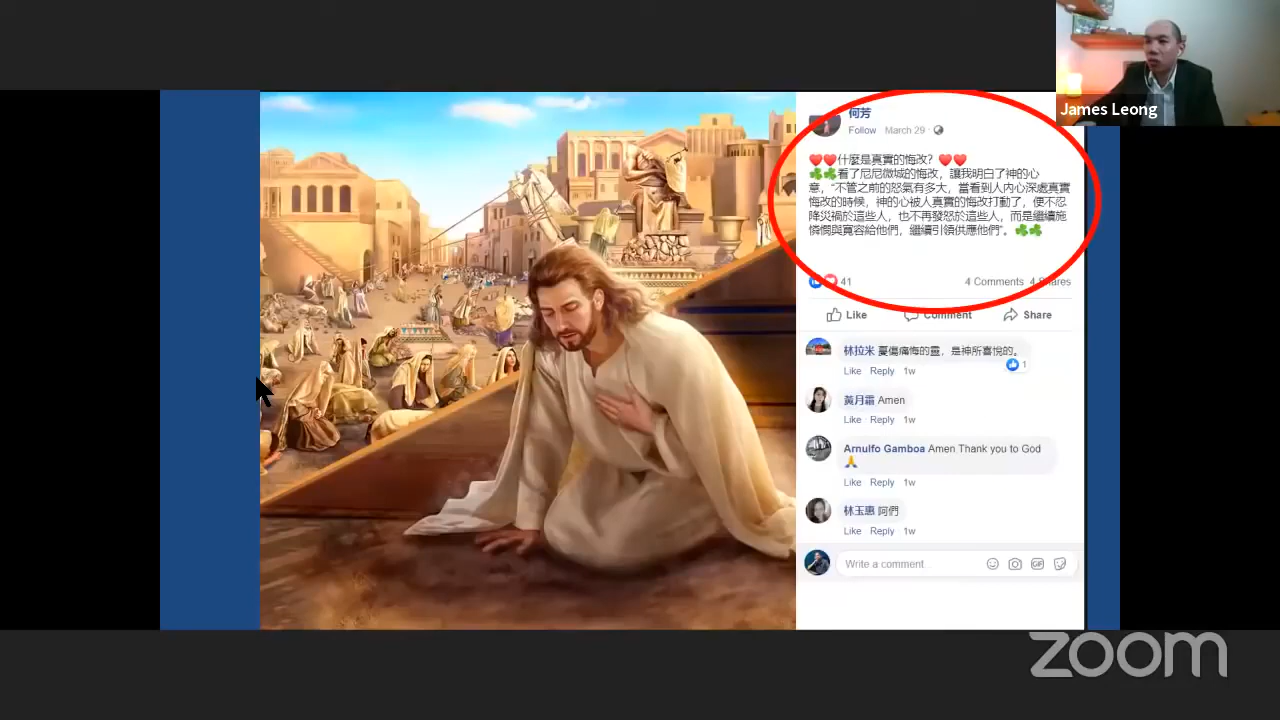 James Leong
何芳
Follow March 29
什麼是真實的悔改？
看了尼尼微城的悔改，讓我明白了神的心
意，“不管之前的怒氣有多大，當看到人內心深處真實
悔改的時候，神的心被人真實的悔改打動了，便不忍
降災禍於這些人，也不再發怒於這些人，而是繼續施
憐憫與寬容給他們，繼續引領供應他們”。
41 4 Comments 4 Shares
Like Comment Share
林拉米 憂傷痛悔的靈，是神所喜悅的。
1
Like Reply 1w
黃月霜 Amen
Like Reply 1w
Arnulfo Gamboa Amen Thank you to God
Like Reply 1w
林玉惠 阿們
Like Reply 1w
Write a comment...
GIF
zoom